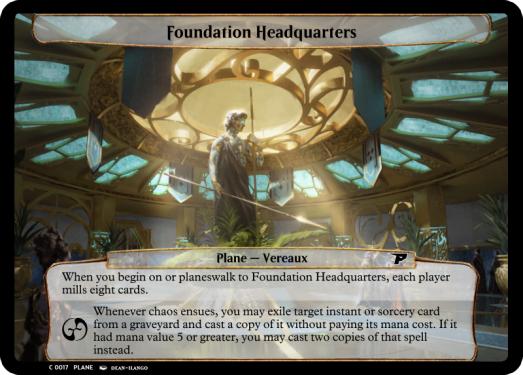 Foundation Headquarters
Plane — Vereaux
When you begin on or planeswalk to Foundation Headquarters, each player
mills eight cards.
Whenever chaos ensues, you may exile target instant or sorcery card
from a graveyard and cast a copy of it without paying its mana cost. If it
had mana value 5 or greater, you may cast two copies of that spell
instead.
C 0017 PLANE DEAN-HANGO